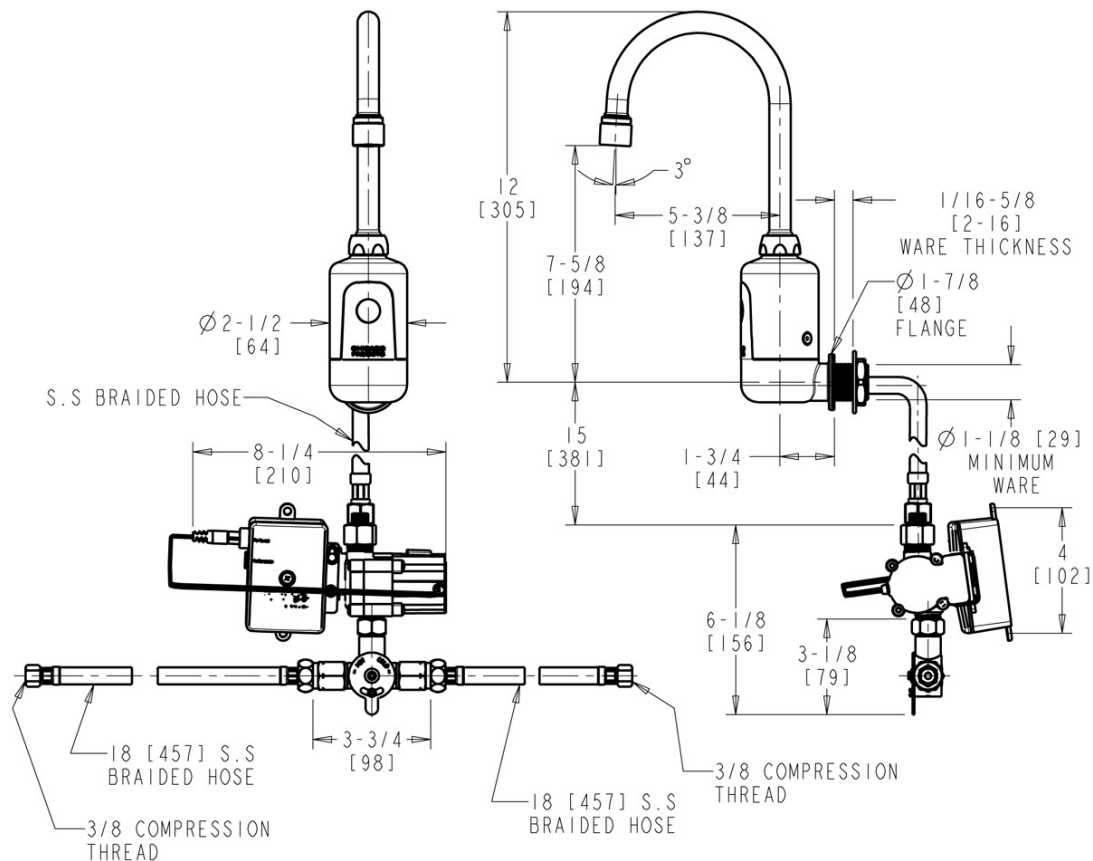 12
[305]
3°
5-3/8
[137]
1/16-5/8
[2-16]
WARE THICKNESS
7-5/8
[194]
Ø 1-7/8
[48]
FLANGE
Ø 2-1/2
[64]
S.S BRAIDED HOSE
8-1/4
[210]
15
[381]
1-3/4
[44]
Ø 1-1/8 [29]
MINIMUM
WARE
4
[102]
6-1/8
[156]
3-1/8
[79]
3-3/4
[98]
18 [457] S.S
BRAIDED HOSE
3/8 COMPRESSION
THREAD
18 [457] S.S
BRAIDED HOSE
3/8 COMPRESSION
THREAD